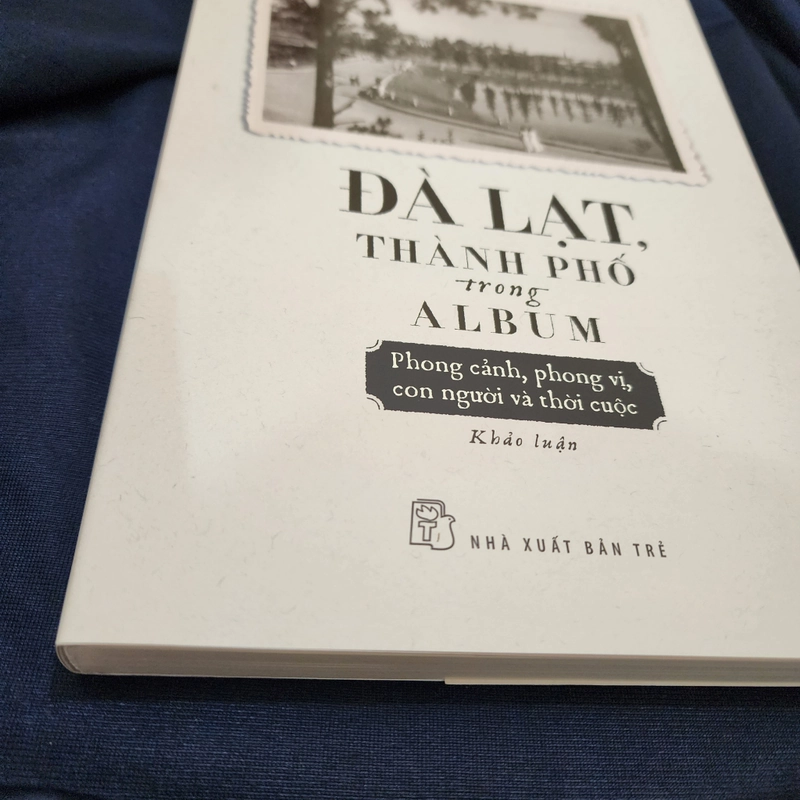 ĐÀ LẠT,
THÀNH PHỐ
trong
ALBUM
Phong cảnh, phong vị,
con người và thời cuộc
Khảo luận
T
NHÀ XUẤT BẢN TRẺ